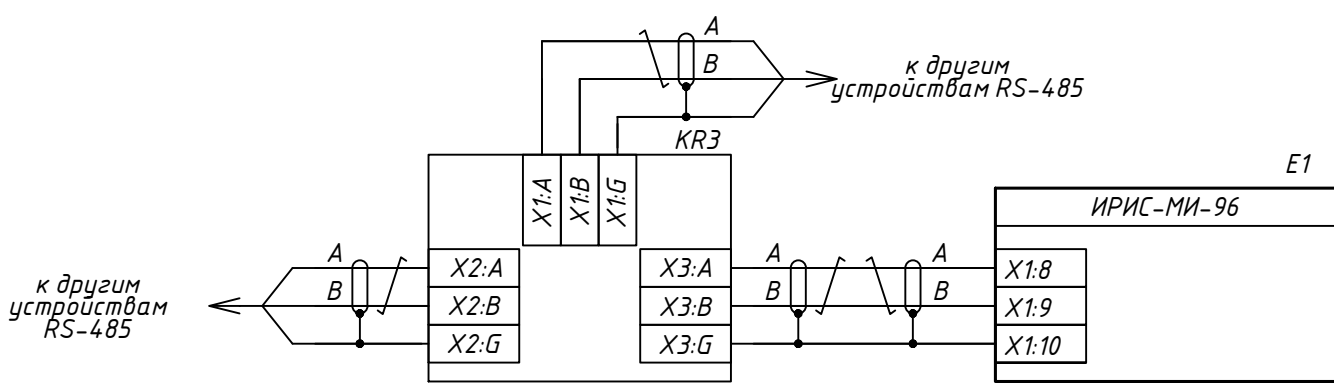 A
B
к другим
устройствам RS-485
KR3
X1:A
X1:B
X1:G
E1
ИРИС-МИ-96
A
B
X2:A
X2:B
X2:G
X3:A
X3:B
X3:G
A
B
A
B
X1:8
X1:9
X1:10
к другим
устройствам
RS-485